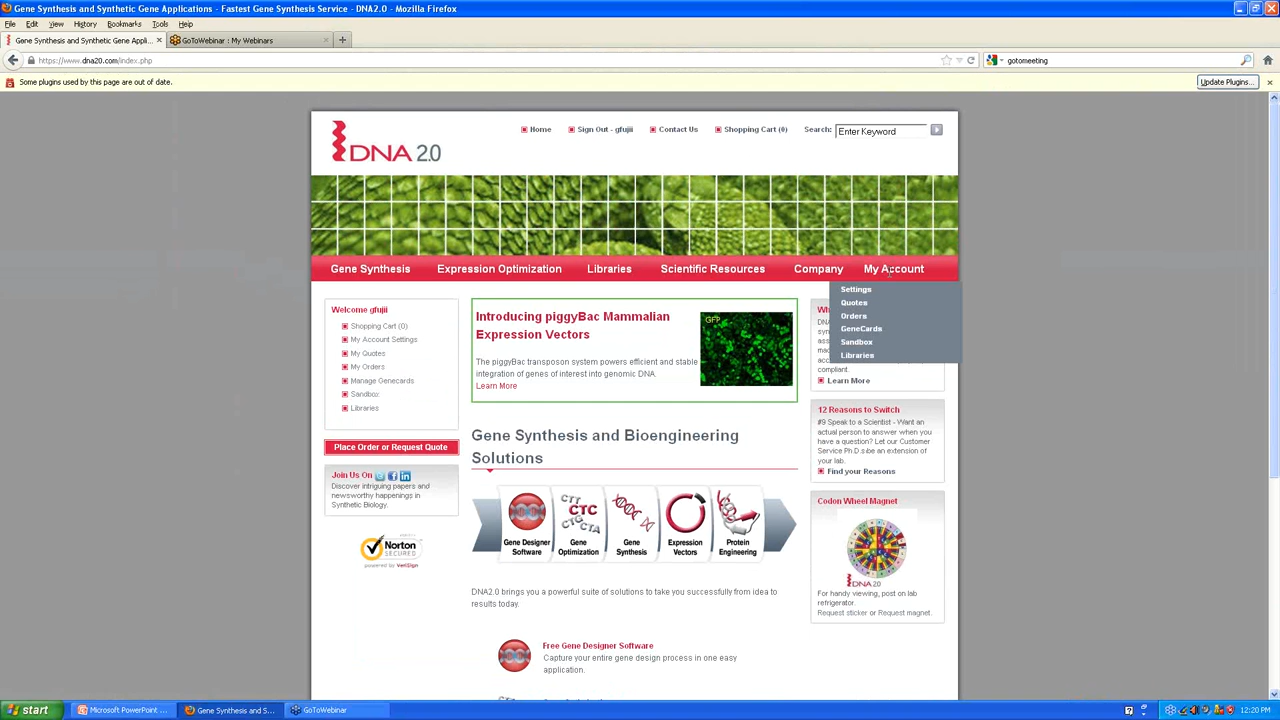 Gene Synthesis and Synthetic Gene Applications - Fastest Gene Synthesis Service - DNA2.0 - Mozilla Firefox
File Edit View History Bookmarks Tools Help
Gene Synthesis and Synthetic Gene Appli... × GoToWebinar : My Webinars × +
https://www.dna20.com/index.php
gotomeeting
Some plugins used by this page are out of date.
Update Plugins... ×
DNA 2.0
Home Sign Out - gfujii Contact Us Shopping Cart (0) Search: Enter Keyword
Gene Synthesis Expression Optimization Libraries Scientific Resources Company My Account
Settings
Quotes
Orders
GeneCards
Sandbox
Libraries
Welcome gfujii
Shopping Cart (0)
My Account Settings
My Quotes
My Orders
Manage Genecards
Sandbox
Libraries
Place Order or Request Quote
Join Us On
Discover intriguing papers and
newsworthy happenings in
Synthetic Biology.
Norton
SECURED
powered by VeriSign
Introducing piggyBac Mammalian
Expression Vectors
The piggyBac transposon system powers efficient and stable
integration of genes of interest into genomic DNA.
Learn More
GFP
Gene Synthesis and Bioengineering
Solutions
Gene Designer
Software
CTT
CTC
CTG CTA
Gene
Optimization
Gene
Synthesis
Expression
Vectors
Protein
Engineering
DNA2.0 brings you a powerful suite of solutions to take you successfully from idea to
results today.
Free Gene Designer Software
Capture your entire gene design process in one easy
application.
compliant.
Learn More
12 Reasons to Switch
#9 Speak to a Scientist - Want an
actual person to answer when you
have a question? Let our Customer
Service Ph.D.s be an extension of
your lab.
Find your Reasons
Codon Wheel Magnet
DNA 2.0
For handy viewing, post on lab
refrigerator.
Request sticker or Request magnet.
start Microsoft PowerPoint ... Gene Synthesis and S... GoToWebinar 12:20 PM